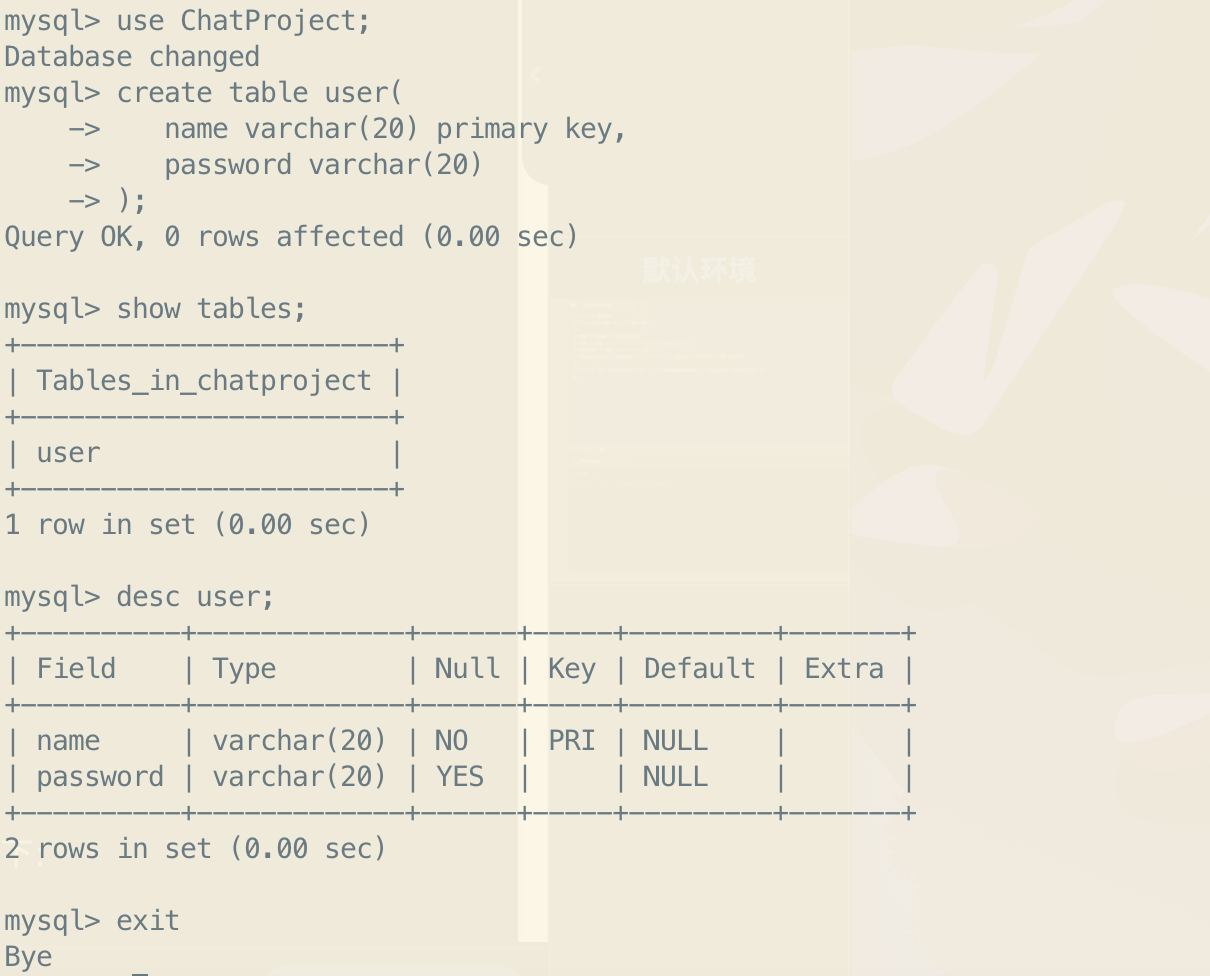 mysql> use ChatProject;
Database changed
mysql> create table user(
    ->    name varchar(20) primary key,
    ->    password varchar(20)
    -> );
Query OK, 0 rows affected (0.00 sec)
默认环境
mysql> show tables;
+-----------------------+
| Tables_in_chatproject |
+-----------------------+
| user                  |
+-----------------------+
1 row in set (0.00 sec)
mysql> desc user;
+----------+-------------+------+-----+---------+-------+
| Field    | Type        | Null | Key | Default | Extra |
+----------+-------------+------+-----+---------+-------+
| name     | varchar(20) | NO   | PRI | NULL    |       |
| password | varchar(20) | YES  |     | NULL    |       |
+----------+-------------+------+-----+---------+-------+
2 rows in set (0.00 sec)
mysql> exit
Bye